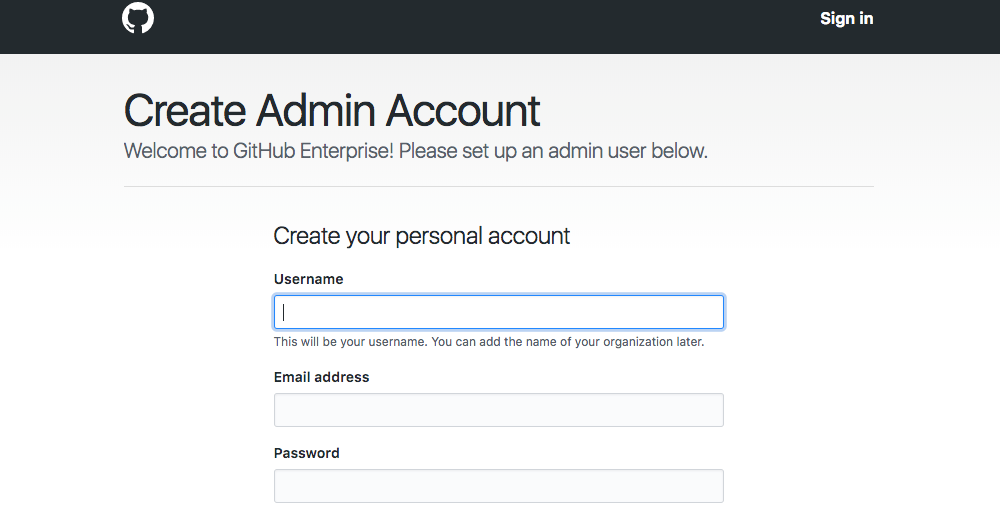 Sign in
Create Admin Account
Welcome to GitHub Enterprise! Please set up an admin user below.
Create your personal account
Username
This will be your username. You can add the name of your organization later.
Email address
Password